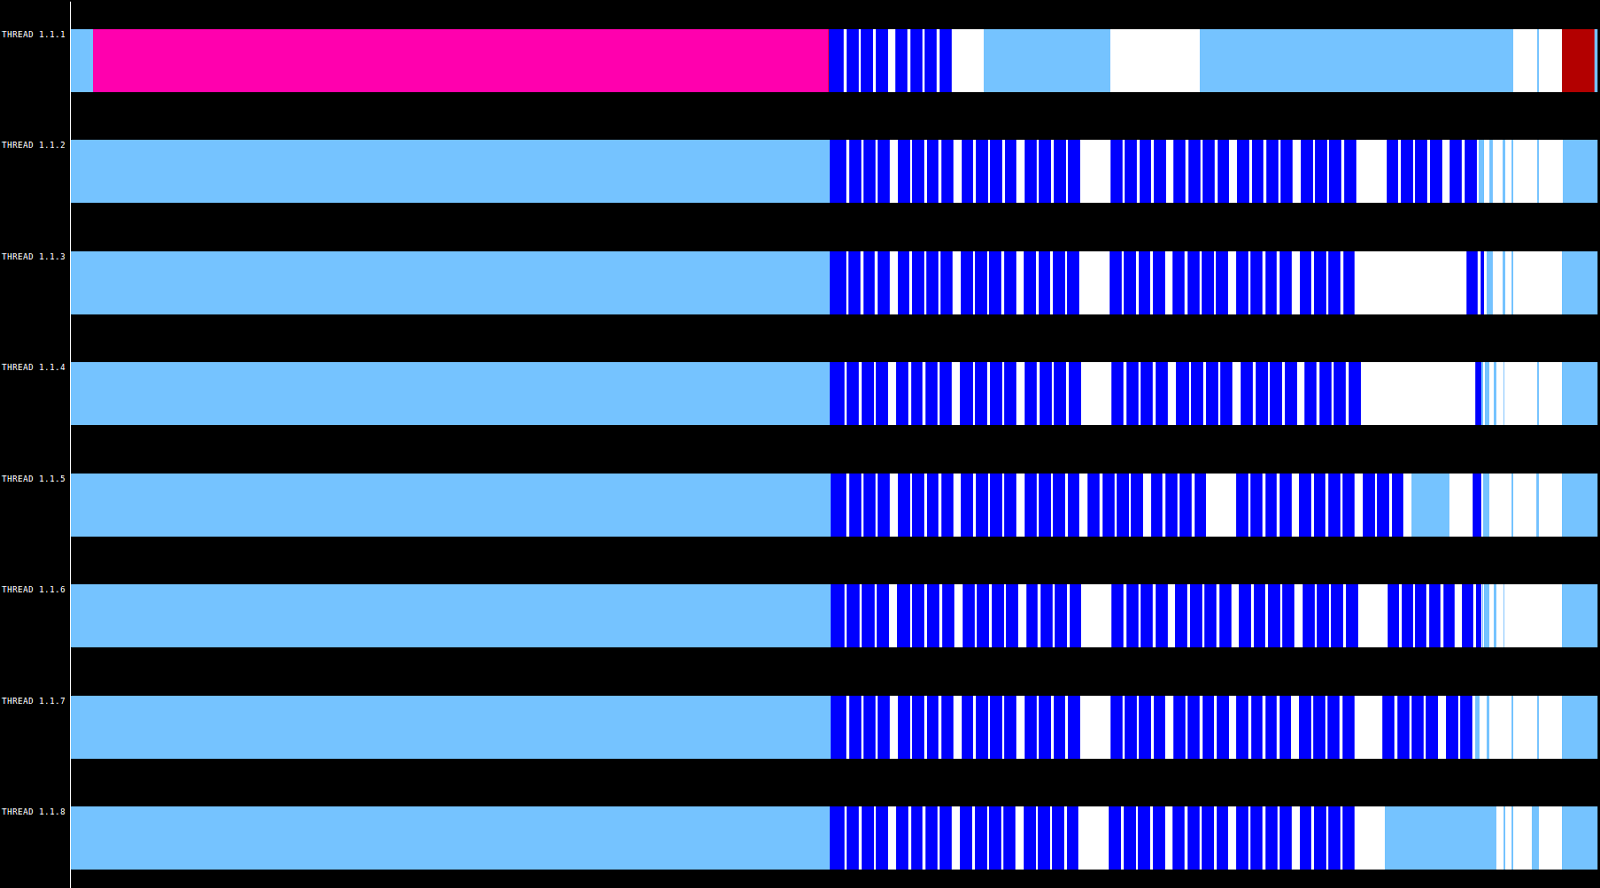 THREAD 1.1.1
THREAD 1.1.2
THREAD 1.1.3
THREAD 1.1.4
THREAD 1.1.5
THREAD 1.1.6
THREAD 1.1.7
THREAD 1.1.8